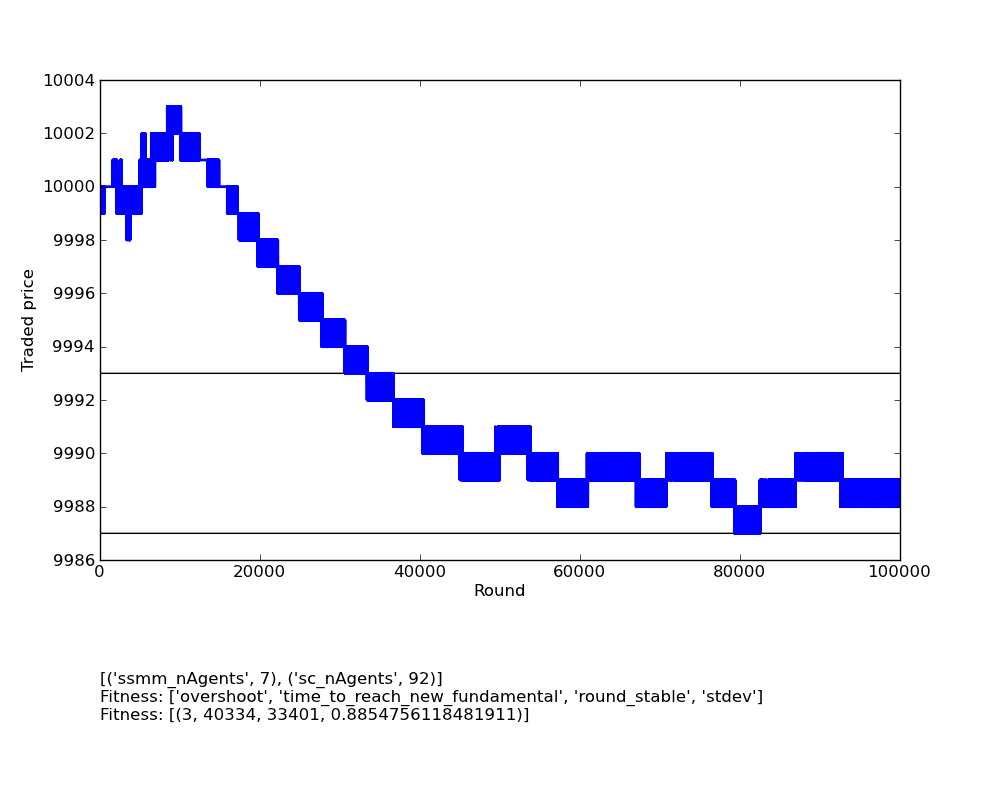 10004
10002
10000
9998
9996
9994
9992
9990
9988
9986
Traded price
0 20000 40000 60000 80000 100000
Round
[('ssmm_nAgents', 7), ('sc_nAgents', 92)]
Fitness: ['overshoot', 'time_to_reach_new_fundamental', 'round_stable', 'stdev']
Fitness: [(3, 40334, 33401, 0.8854756118481911)]